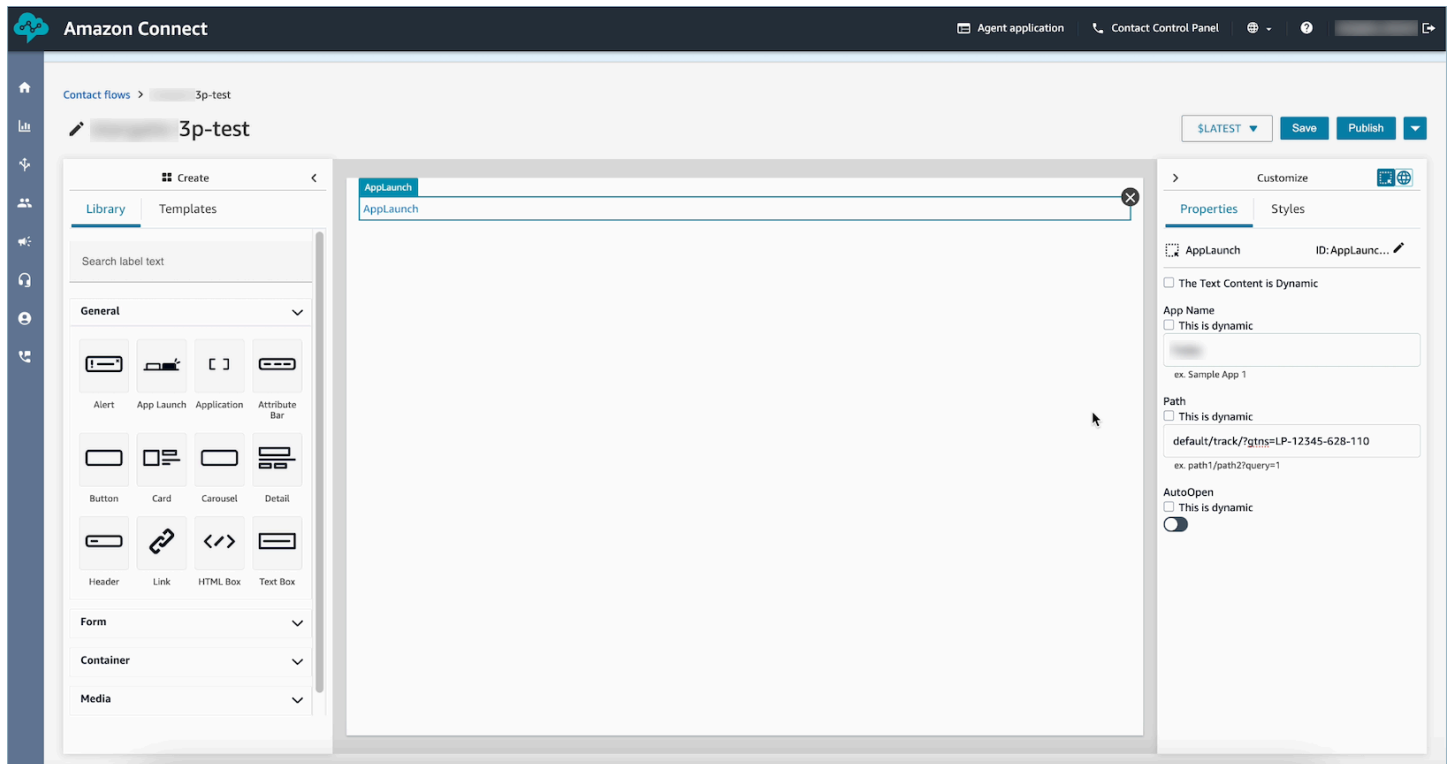 Amazon Connect
Agent application
Contact Control Panel
Contact flows > 3p-test
3p-test
$LATEST
Save
Publish
Create
Library
Templates
Search label text
General
Alert
App Launch
Application
Attribute Bar
Button
Card
Carousel
Detail
Header
Link
HTML Box
Text Box
Form
Container
Media
AppLaunch
AppLaunch
Customize
Properties
Styles
AppLaunch
ID: AppLaunc...
The Text Content is Dynamic
App Name
This is dynamic
ex. Sample App 1
Path
This is dynamic
default/track/?gtns=LP-12345-628-110
ex. path1/path2?query=1
AutoOpen
This is dynamic